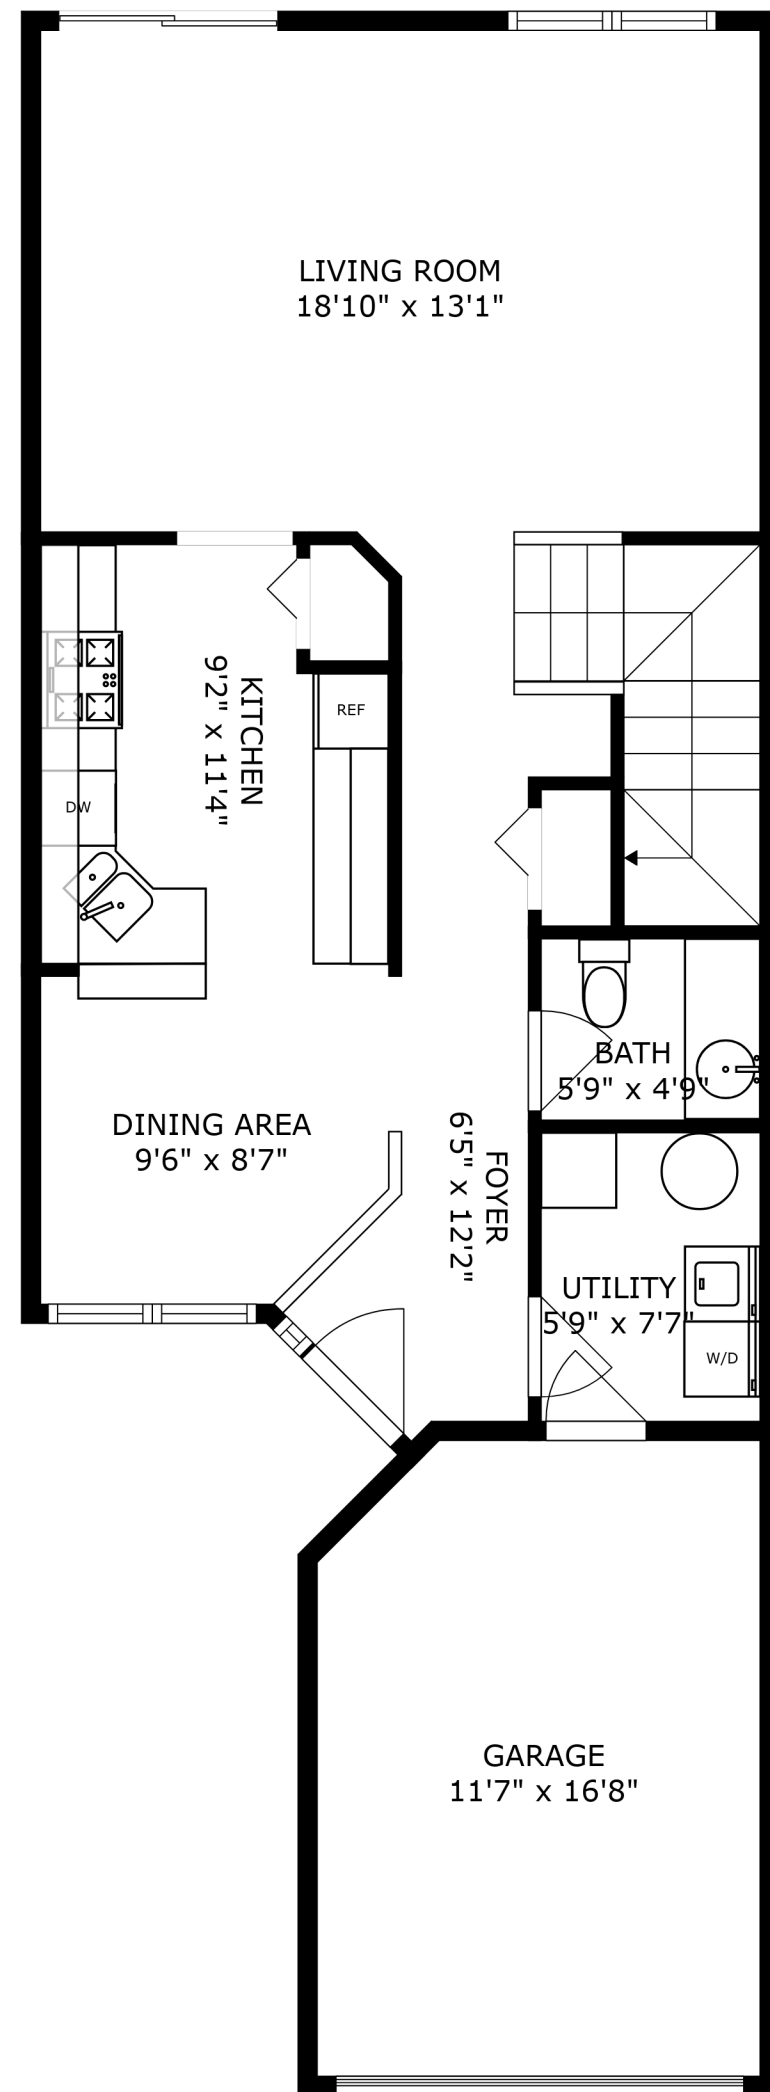 LIVING ROOM
18'10" x 13'1"
KITCHEN
9'2" x 11'4"
REF
DW
BATH
5'9" x 4'9"
DINING AREA
9'6" x 8'7"
FOYER
6'5" x 12'2"
UTILITY
5'9" x 7'7"
W/D
GARAGE
11'7" x 16'8"